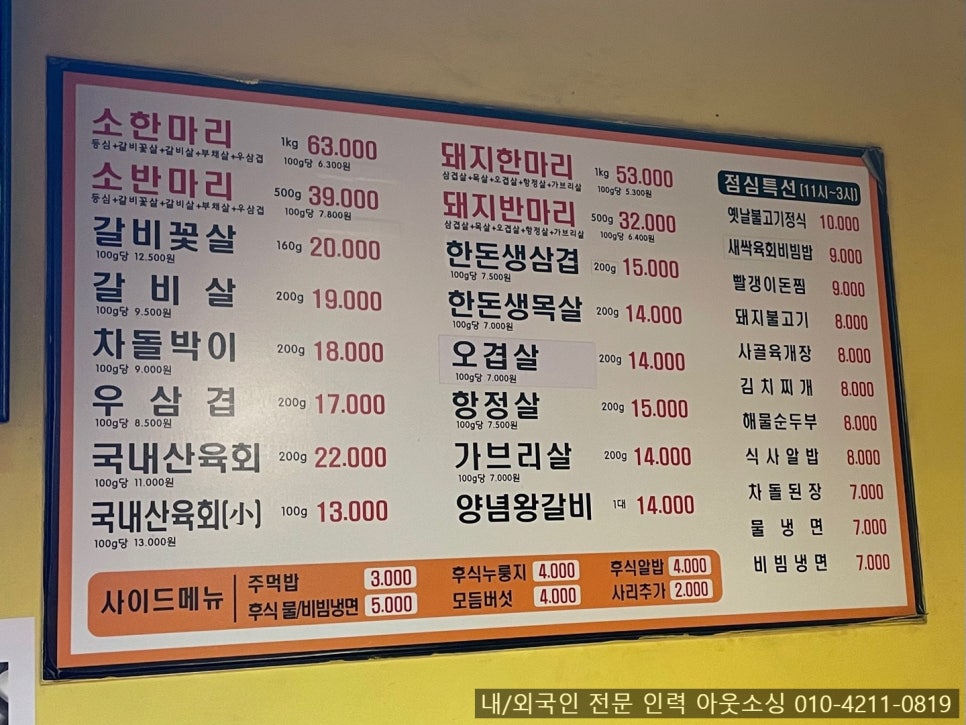 소한마리 1kg 63.000
등심+갈비꽃살+갈비살+부채살+우삼겹 100g당 6.300원
소반마리 500g 39.000
등심+갈비꽃살+갈비살+부채살+우삼겹 100g당 7.800원
갈비꽃살 160g 20.000
100g당 12.500원
갈비살 200g 19.000
100g당 9.500원
차돌박이 200g 18.000
100g당 9.000원
우삼겹 200g 17.000
100g당 8.500원
국내산육회 200g 22.000
100g당 11.000원
국내산육회(小) 100g 13.000
100g당 13.000원
돼지한마리 1kg 53.000
삼겹살+목살+오겹살+항정살+가브리살 100g당 5.300원
돼지반마리 500g 32.000
삼겹살+목살+오겹살+항정살+가브리살 100g당 6.400원
한돈생삼겹 200g 15.000
100g당 7.500원
한돈생목살 200g 14.000
100g당 7.000원
오겹살 200g 14.000
100g당 7.000원
항정살 200g 15.000
100g당 7.500원
가브리살 200g 14.000
100g당 7.000원
양념왕갈비 1대 14.000
점심특선(11시~3시)
옛날불고기정식 10.000
새싹육회비빔밥 9.000
빨갱이돈찜 9.000
돼지불고기 8.000
사골육개장 8.000
김치찌개 8.000
해물순두부 8.000
식사알밥 8.000
차돌된장 7.000
물냉면 7.000
비빔냉면 7.000
사이드메뉴
주먹밥 3.000
후식 물/비빔냉면 5.000
후식누룽지 4.000
모듬버섯 4.000
후식알밥 4.000
사리추가 2.000
내/외국인 전문 인력 아웃소싱 010-4211-0819